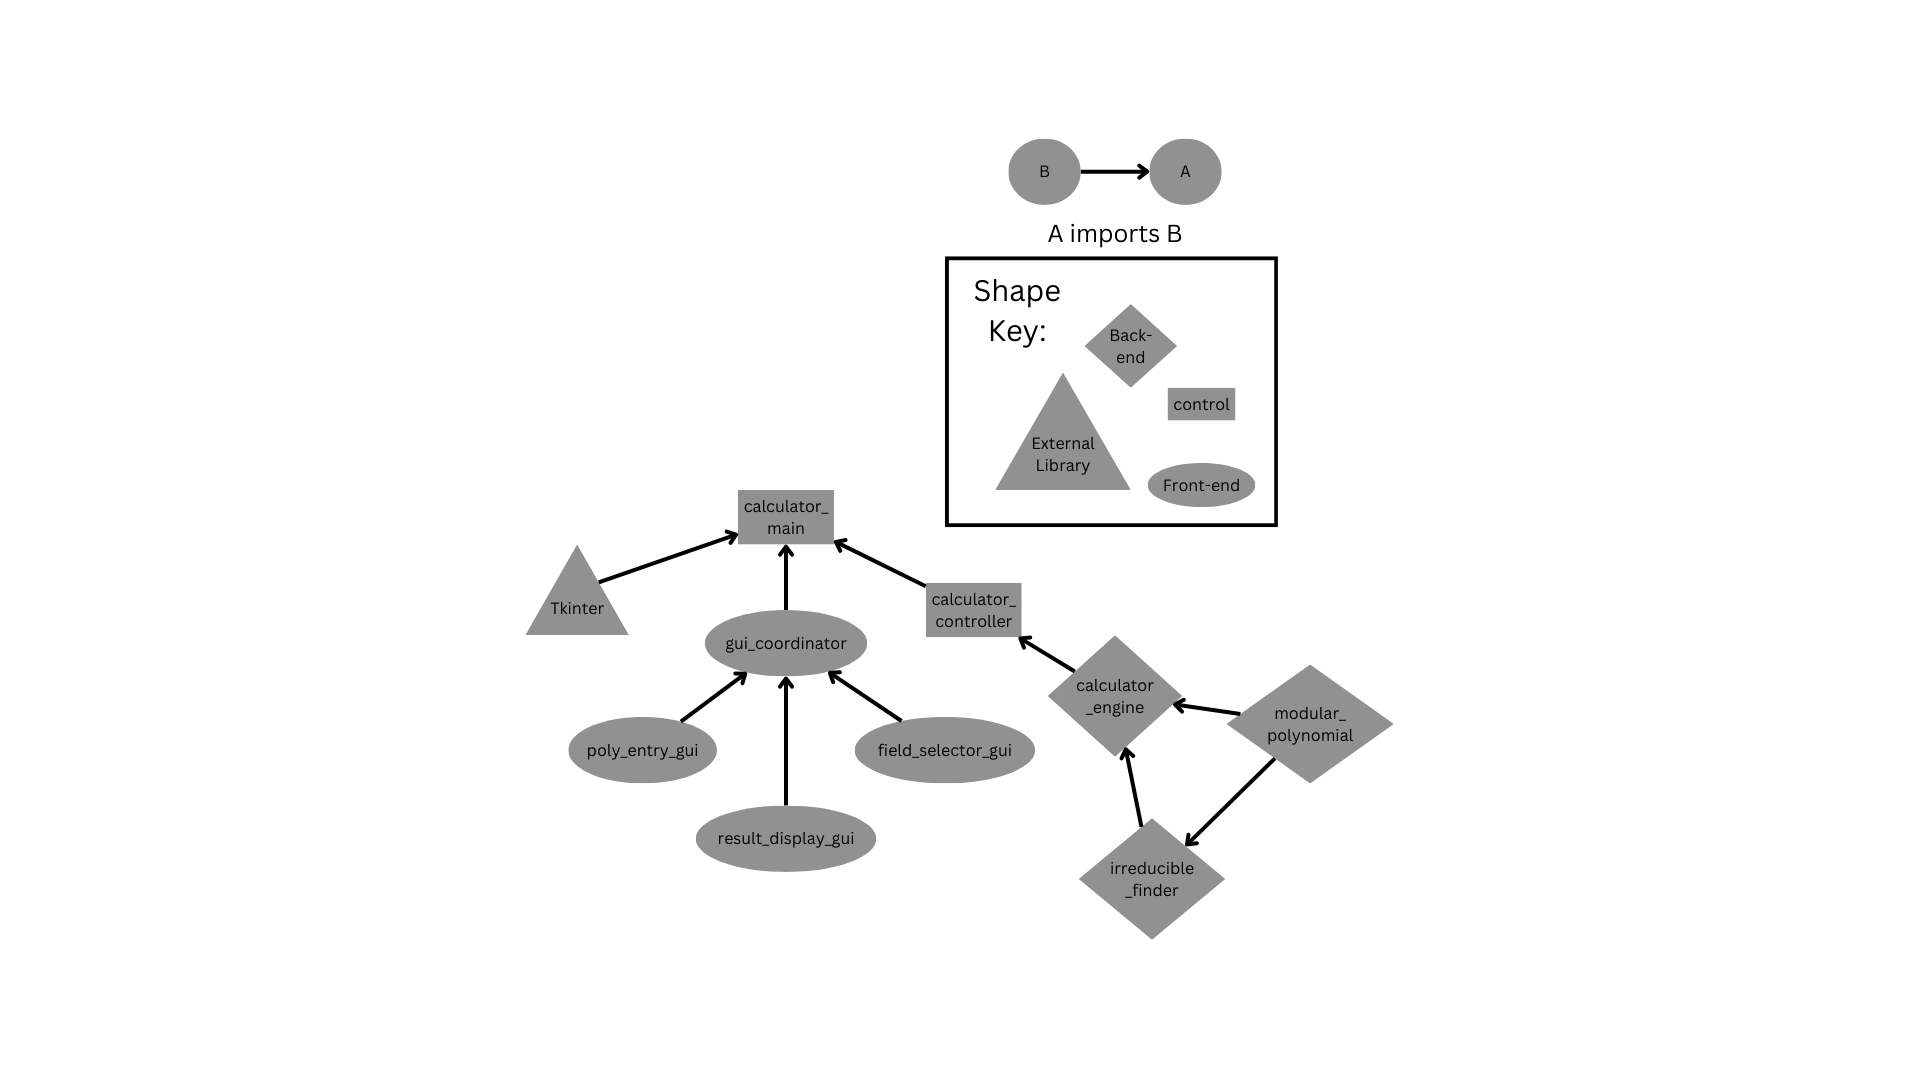 B
A
A imports B
Shape
Key:
Back-
end
control
External
Library
Front-end
calculator_
main
Tkinter
calculator_
controller
gui_coordinator
calculator
_engine
modular_
polynomial
poly_entry_gui
field_selector_gui
result_display_gui
irreducible
_finder